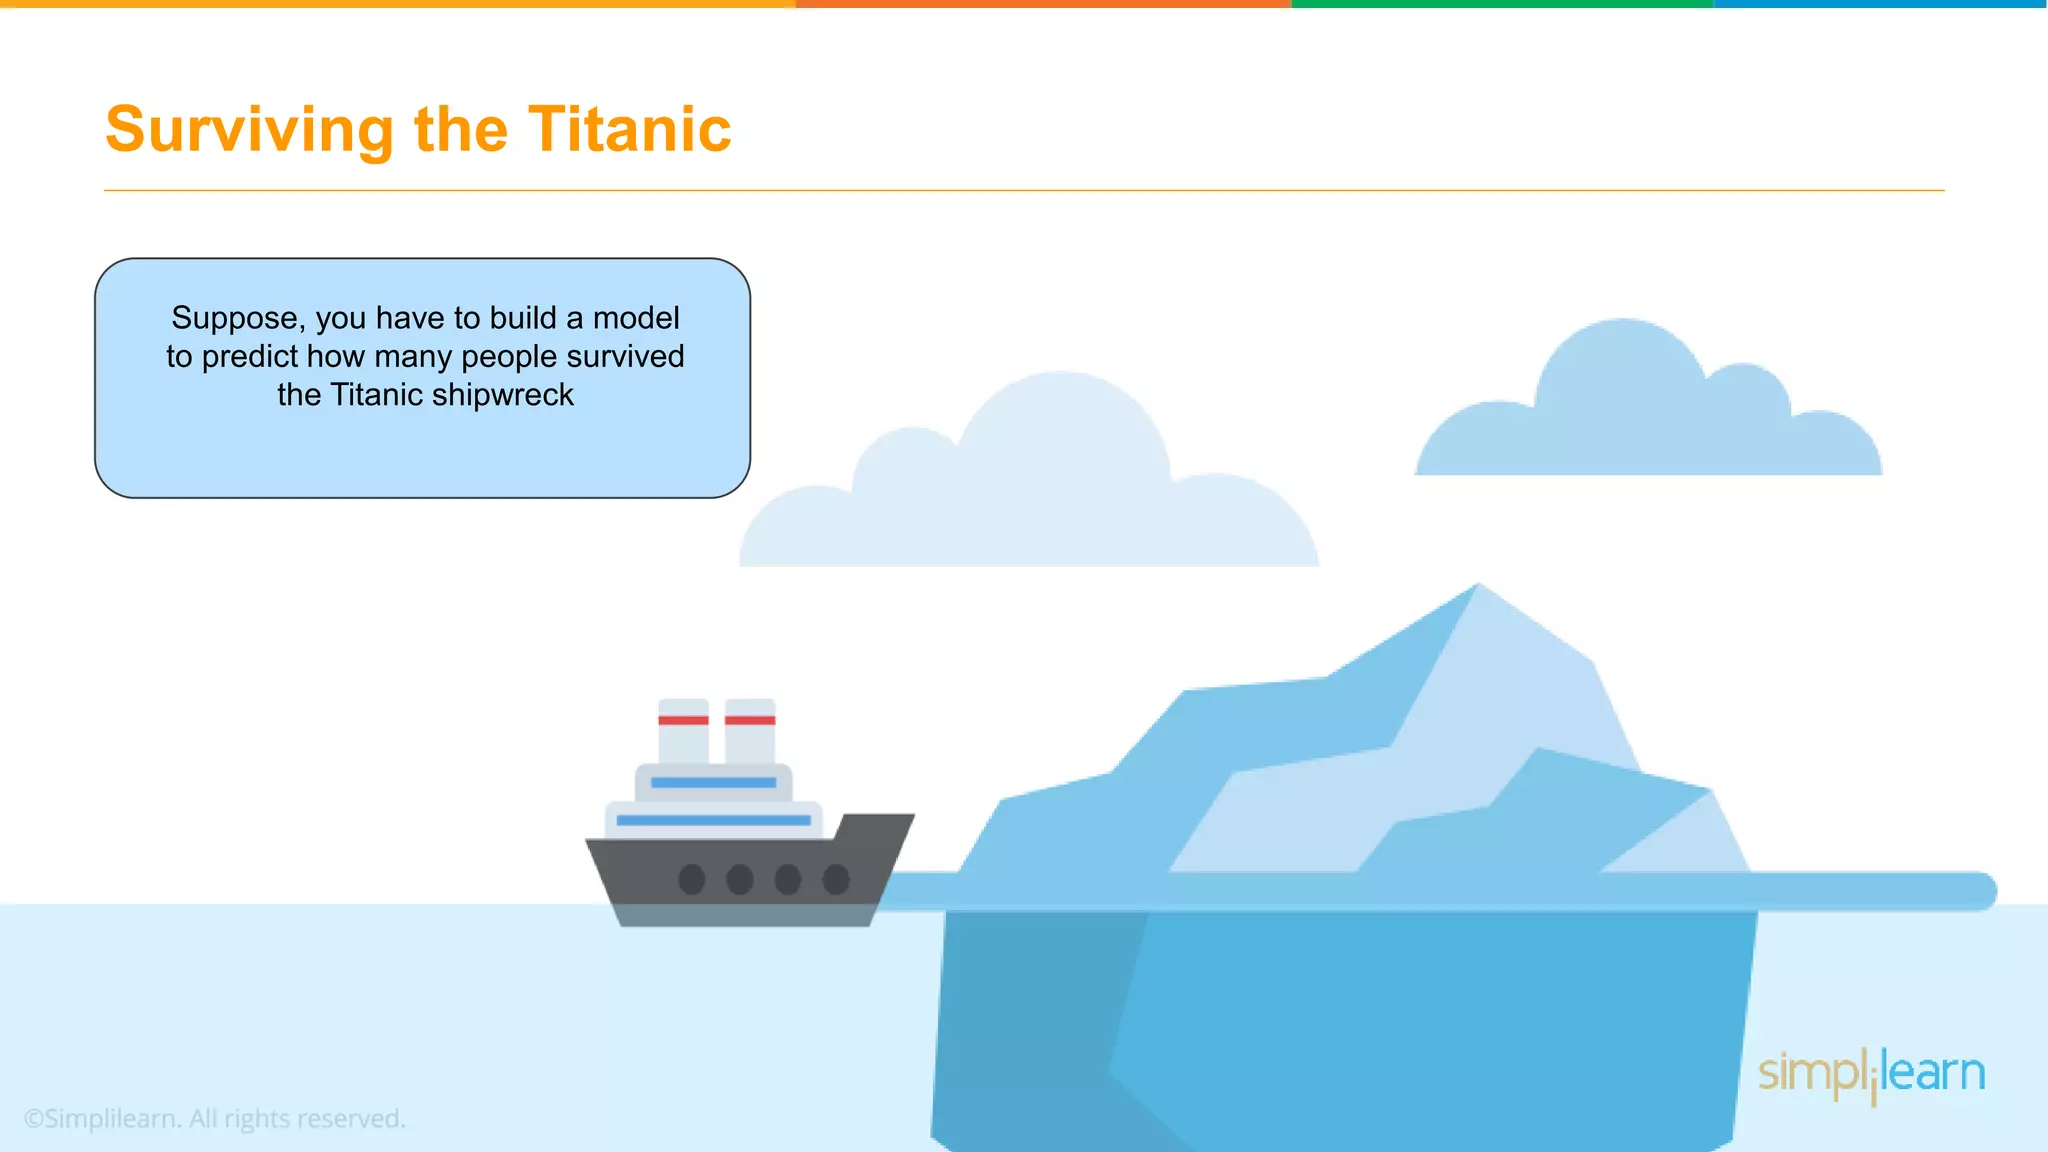 Surviving the Titanic
Suppose, you have to build a model
to predict how many people survived
the Titanic shipwreck
simplilearn
©Simplilearn. All rights reserved.